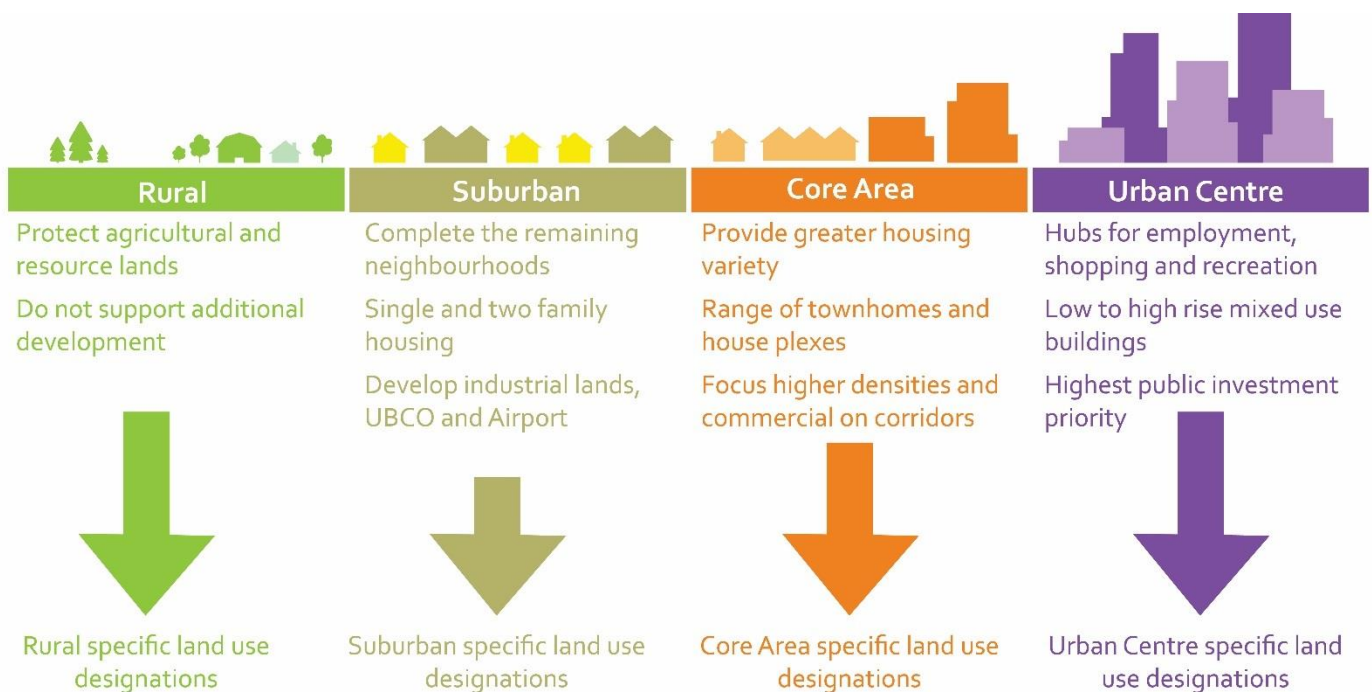 Rural
Protect agricultural and
resource lands
Do not support additional
development
Rural specific land use
designations
Suburban
Complete the remaining
neighbourhoods
Single and two family
housing
Develop industrial lands,
UBCO and Airport
Suburban specific land use
designations
Core Area
Provide greater housing
variety
Range of townhomes and
house plexes
Focus higher densities and
commercial on corridors
Core Area specific land use
designations
Urban Centre
Hubs for employment,
shopping and recreation
Low to high rise mixed use
buildings
Highest public investment
priority
Urban Centre specific land
use designations